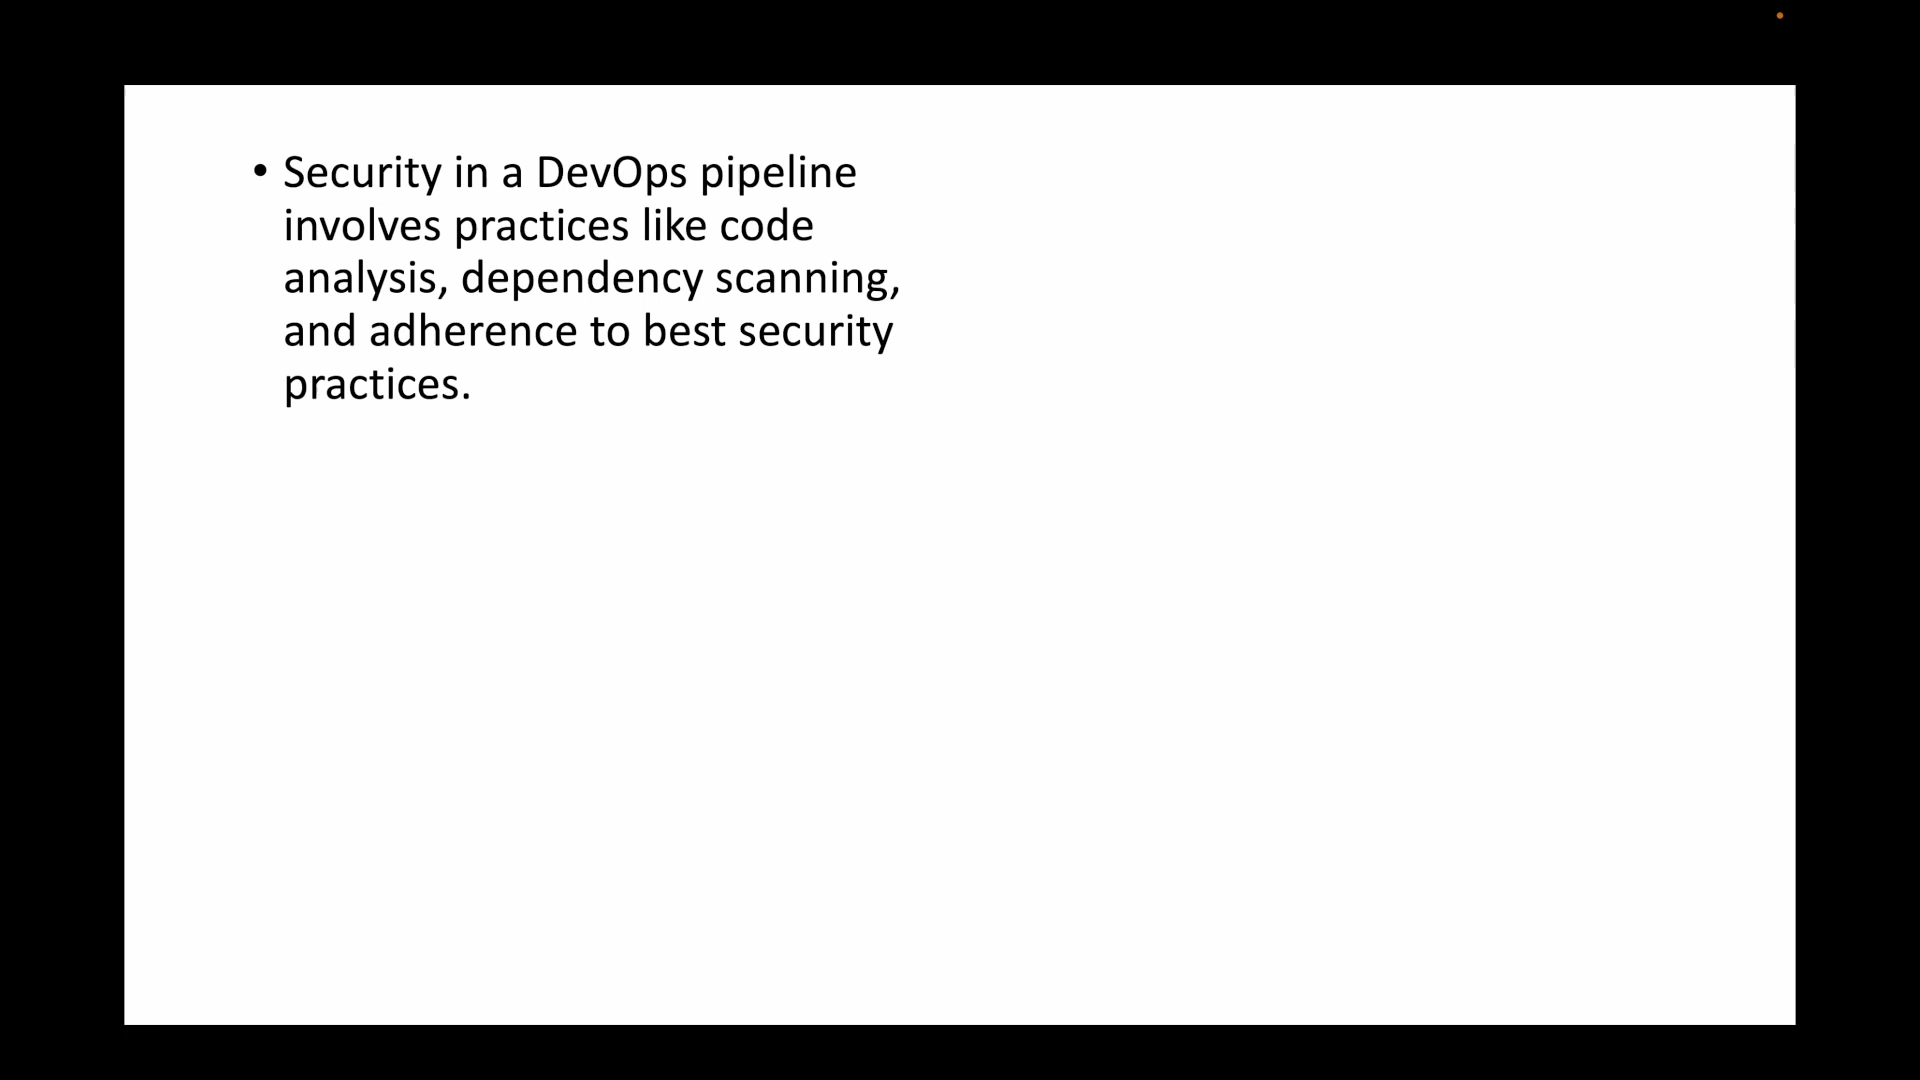 • Security in a DevOps pipeline
involves practices like code
analysis, dependency scanning,
and adherence to best security
practices.